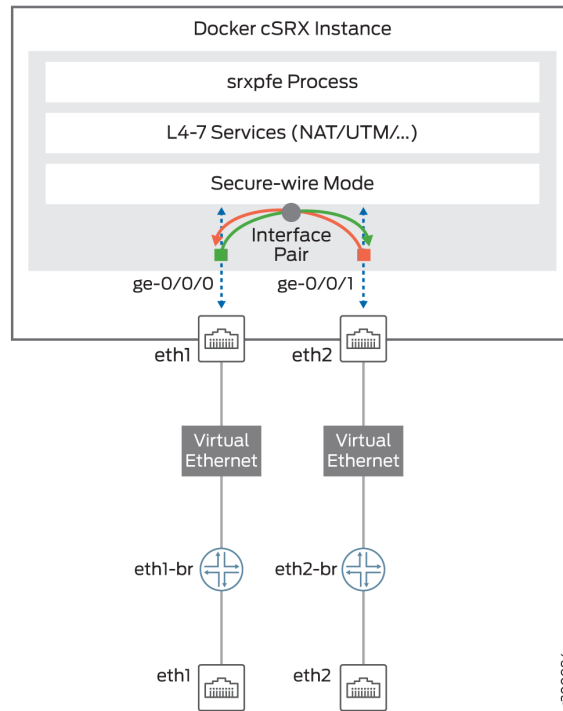 Docker cSRX Instance
srxpfe Process
L4-7 Services (NAT/UTM/...)
Secure-wire Mode
Interface
Pair
ge-0/0/0
ge-0/0/1
eth1
eth2
Virtual
Ethernet
Virtual
Ethernet
eth1-br
eth2-br
eth1
eth2